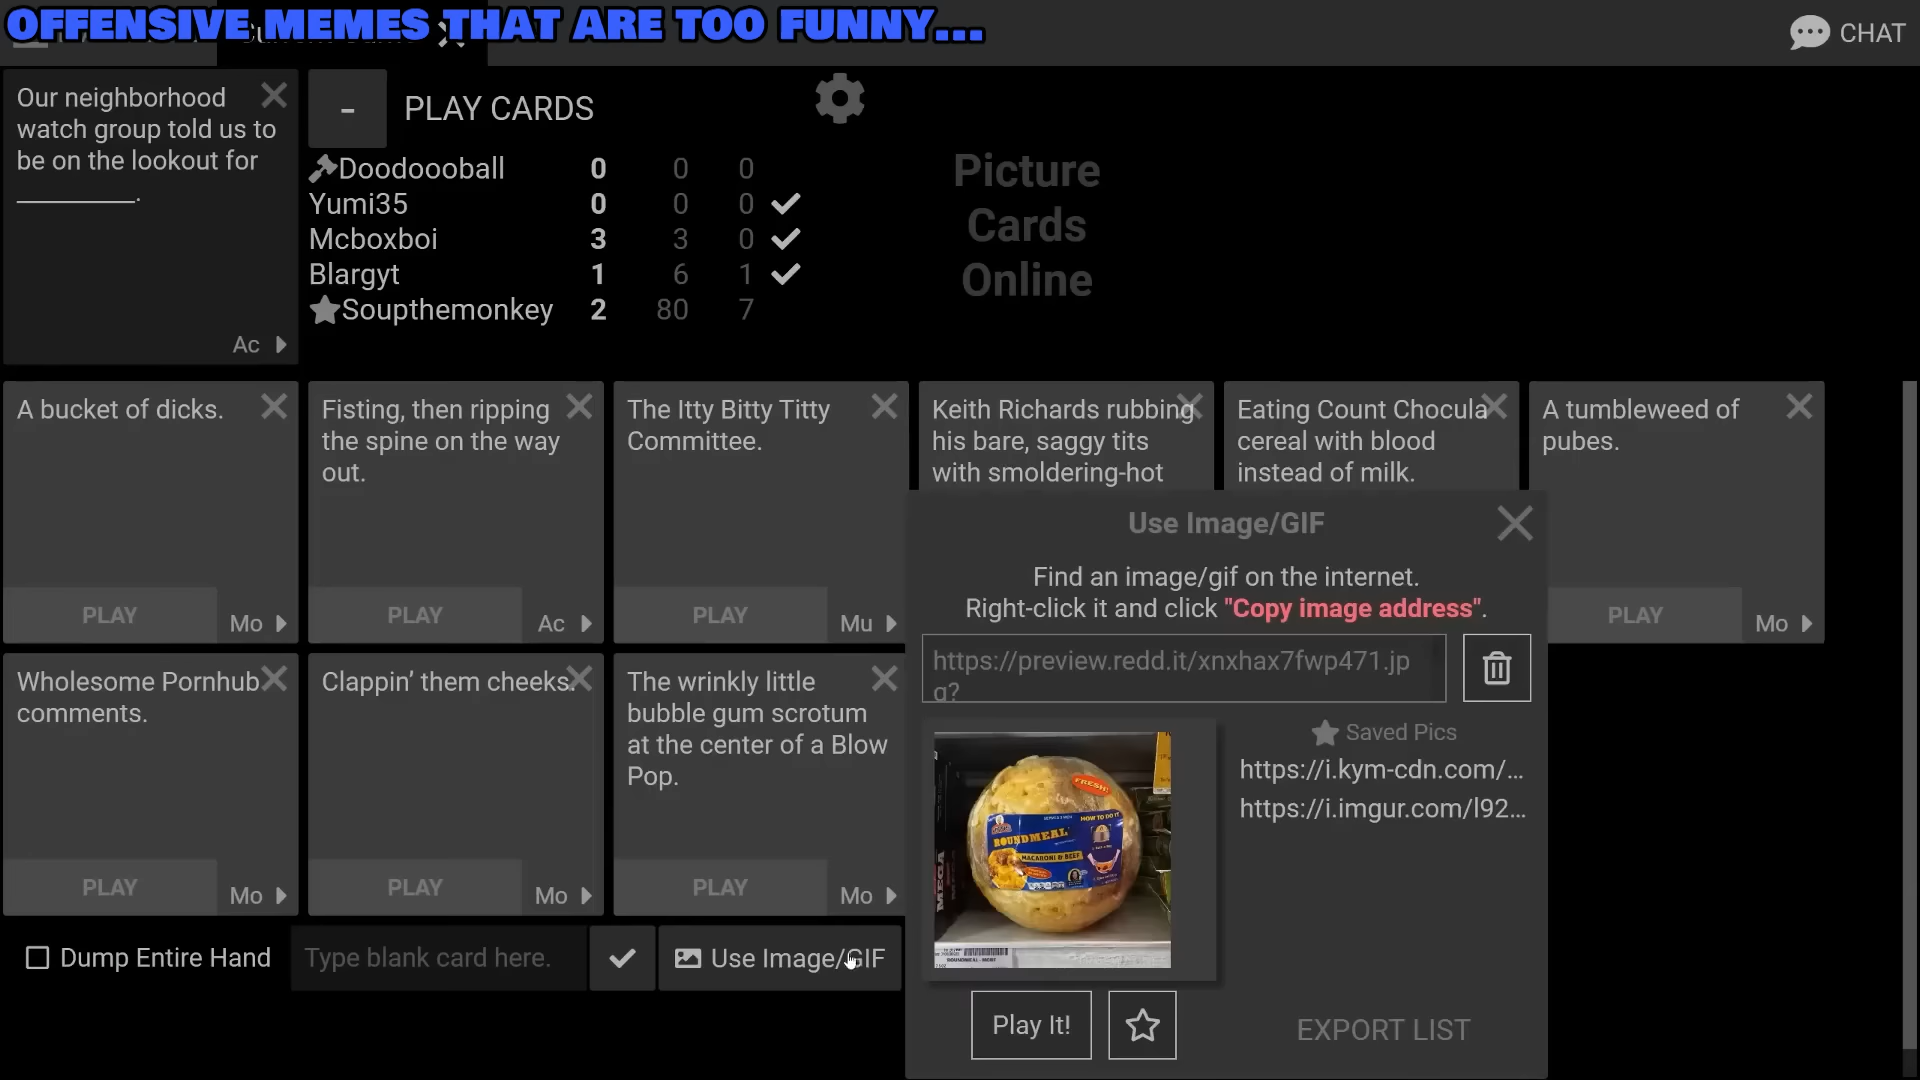 OFFENSIVE MEMES THAT ARE TOO FUNNY...
CHAT
Our neighborhood
watch group told us to
be on the lookout for
_________.
Ac
-
PLAY CARDS
Doodoooball 0 0 0
Yumi35 0 0 0
Mcboxboi 3 3 0
Blargyt 1 6 1
Soupthemonkey 2 80 7
Picture
Cards
Online
A bucket of dicks.
PLAY
Mo
Fisting, then ripping
the spine on the way
out.
PLAY
Ac
The Itty Bitty Titty
Committee.
PLAY
Mu
Keith Richards rubbing
his bare, saggy tits
with smoldering-hot
Eating Count Chocula
cereal with blood
instead of milk.
A tumbleweed of
pubes.
PLAY
Mo
Wholesome Pornhub
comments.
PLAY
Mo
Clappin’ them cheeks.
PLAY
Mo
The wrinkly little
bubble gum scrotum
at the center of a Blow
Pop.
PLAY
Mo
Use Image/GIF
Find an image/gif on the internet.
Right-click it and click "Copy image address".
https://preview.redd.it/xnxhax7fwp471.jp
g?
FRESH!
HOW TO DO IT
ROUNDMEAL
MACARONI & BEEF
MEGA
Saved Pics
https://i.kym-cdn.com/...
https://i.imgur.com/l92...
Play It!
EXPORT LIST
Dump Entire Hand
Type blank card here.
Use Image/GIF